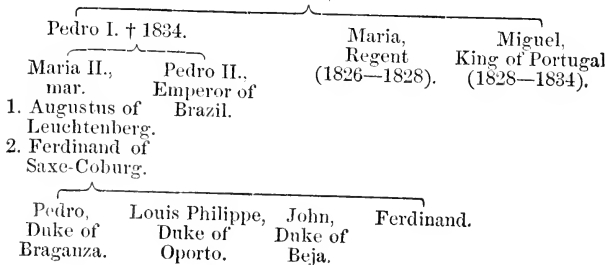 Pedro I. † 1834.
Maria,
Regent
(1826—1828).
Miguel,
King of Portugal
(1828—1834).
Maria II.,
mar.
1. Augustus of
Leuchtenberg.
2. Ferdinand of
Saxe-Coburg.
Pedro II.,
Emperor of
Brazil.
Pedro,
Duke of
Braganza.
Louis Philippe,
Duke of
Oporto.
John,
Duke of
Beja.
Ferdinand.